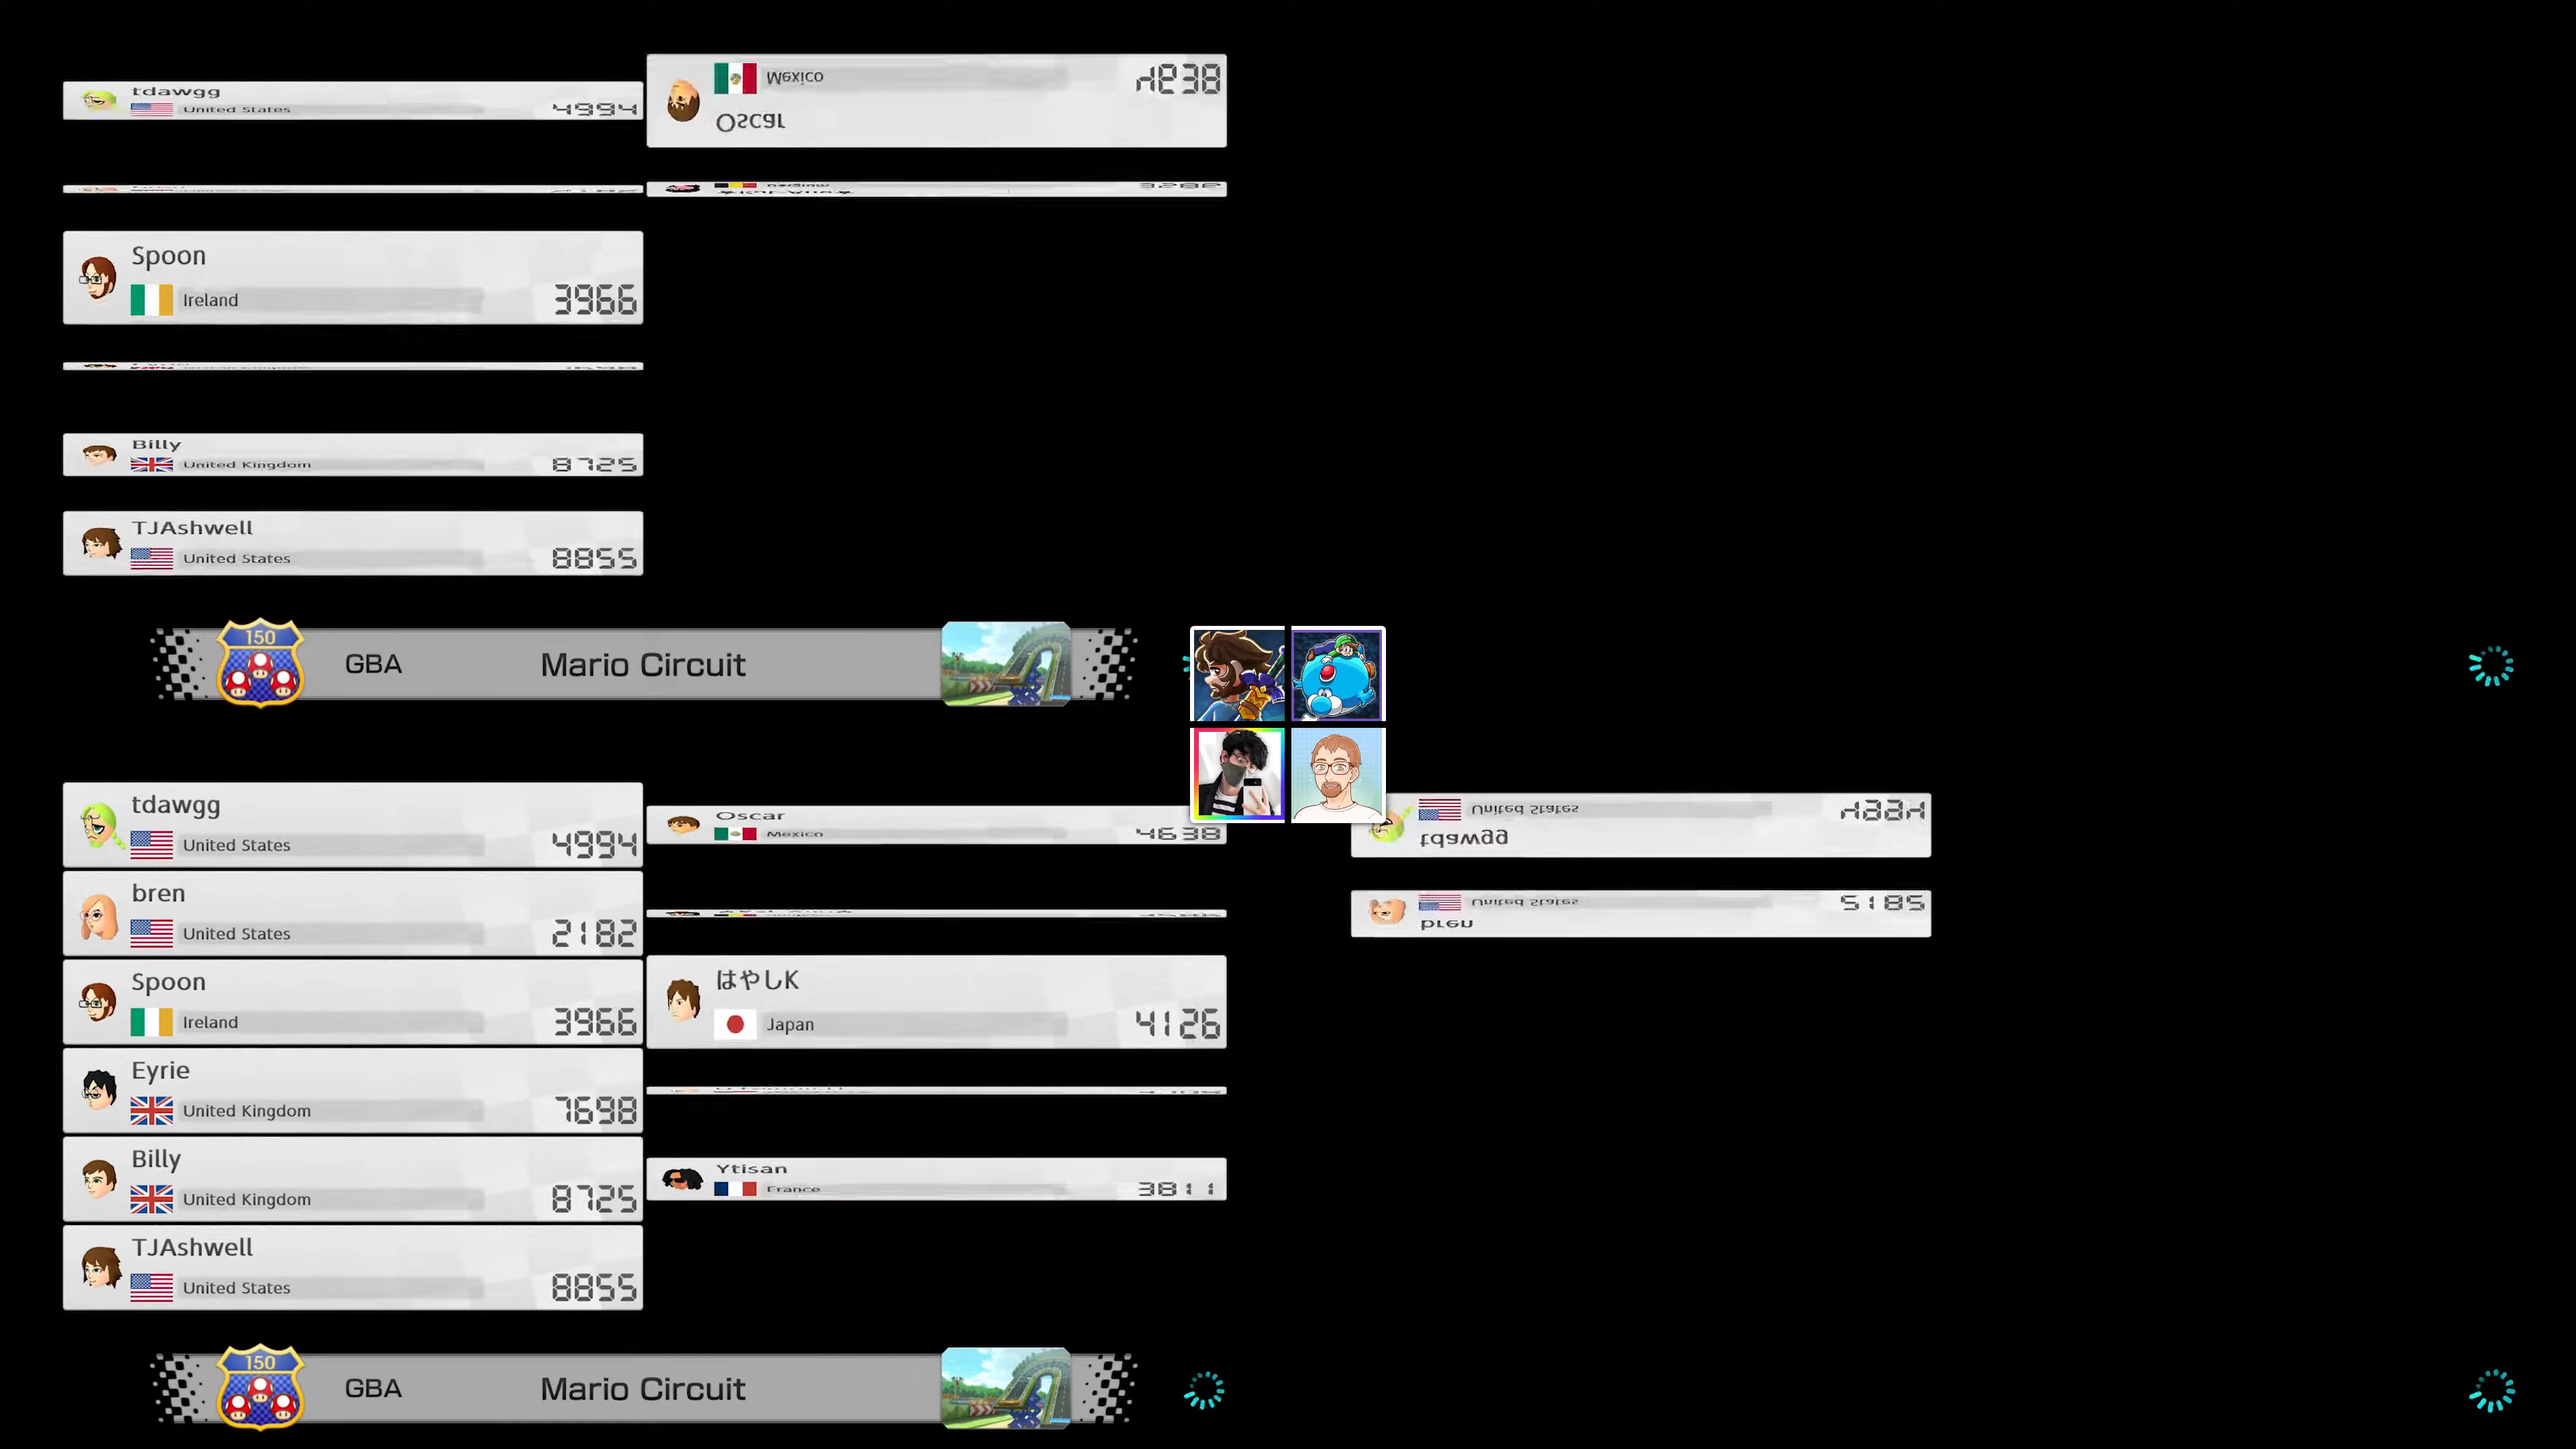 tdawgg
United States
4994
Mexico
4638
Oscar
Spoon
Ireland
3966
Billy
United Kingdom
8725
TJAshwell
United States
8855
150
GBA
Mario Circuit
tdawgg
United States
4994
bren
United States
2182
Spoon
Ireland
3966
Eyrie
United Kingdom
7698
Billy
United Kingdom
8725
TJAshwell
United States
8855
Oscar
Mexico
4638
はやしK
Japan
4126
Ytisan
France
3811
United States
4994
tdawgg
United States
2182
bren
150
GBA
Mario Circuit